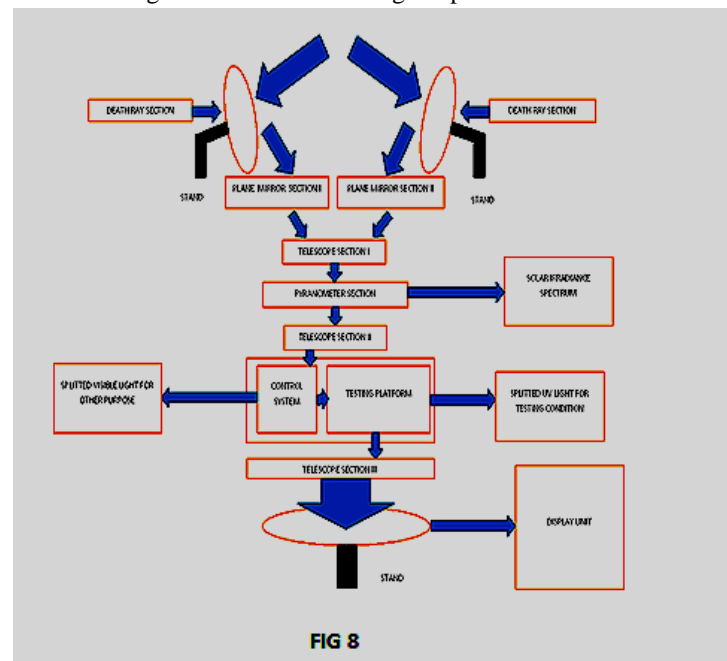 DEATH RAY SECTION
DEATH RAY SECTION
STAND
PLANE MIRROR SECTION II
PLANE MIRROR SECTION II
STAND
TELESCOPE SECTION I
PYRANOMETER SECTION
SOLAR IRRADIANCE
SPECTRUM
TELESCOPE SECTION II
SPLITTED VISIBLE LIGHT FOR
OTHER PURPOSE
CONTROL
SYSTEM
TESTING PLATFORM
SPLITTED UV LIGHT FOR
TESTING CONDITION
TELESCOPE SECTION III
DISPLAY UNIT
STAND
FIG 8